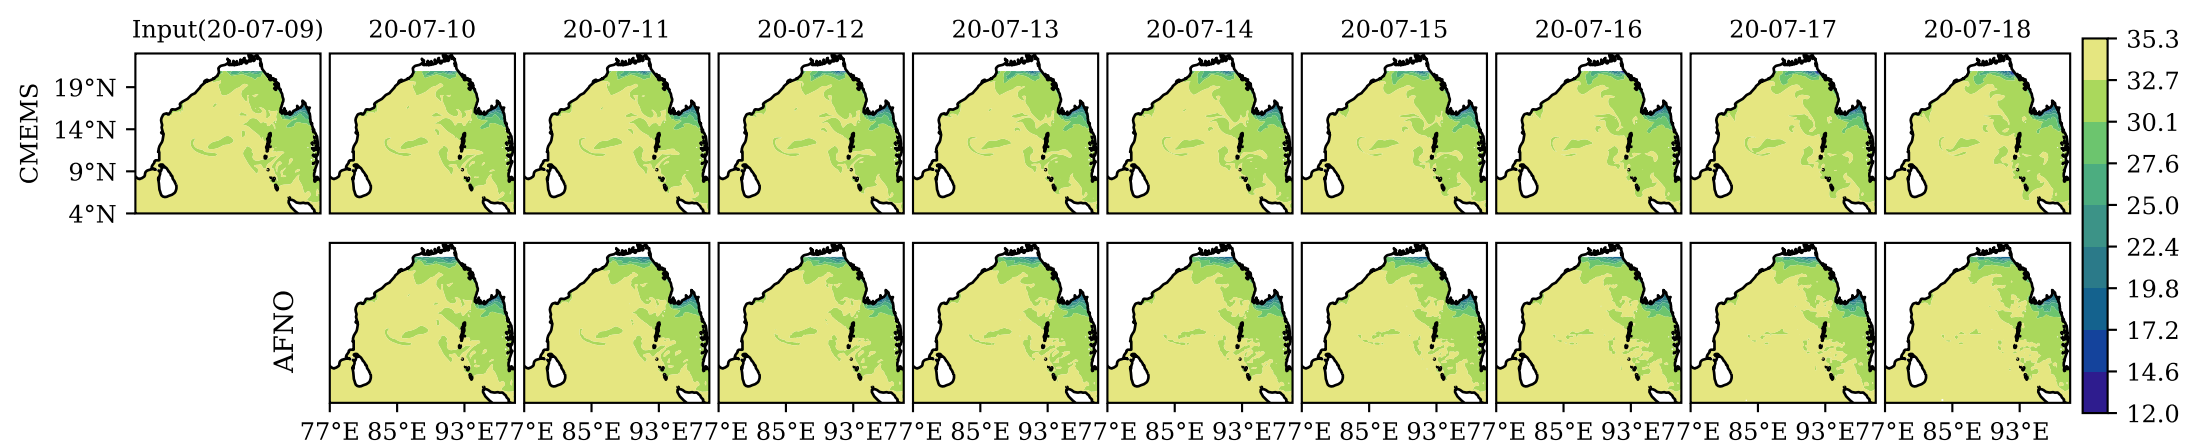 Input(20-07-09) 20-07-10 20-07-11 20-07-12 20-07-13 20-07-14 20-07-15 20-07-16 20-07-17 20-07-18
CMEMS
19°N
14°N
9°N
4°N
AFNO
77°E 85°E 93°E77°E 85°E 93°E77°E 85°E 93°E77°E 85°E 93°E77°E 85°E 93°E77°E 85°E 93°E77°E 85°E 93°E77°E 85°E 93°E77°E 85°E 93°E
35.3
32.7
30.1
27.6
25.0
22.4
19.8
17.2
14.6
12.0